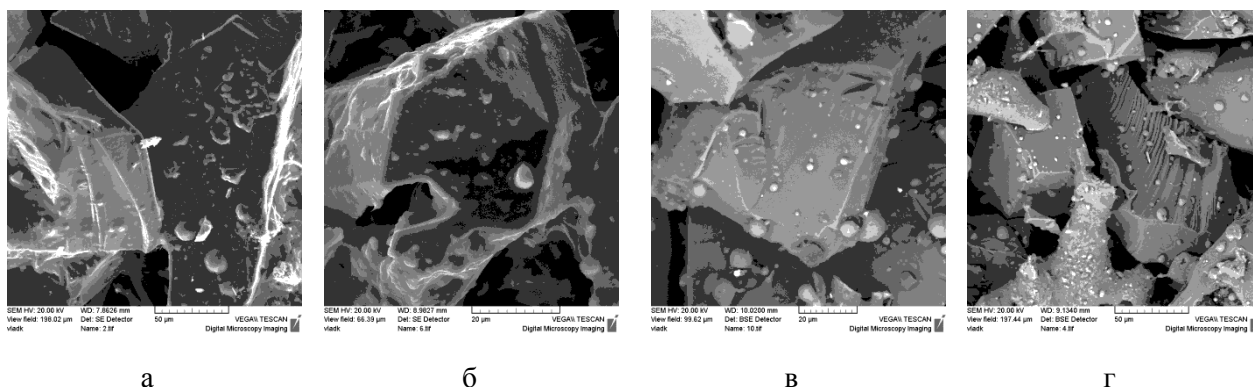 SEM HV: 20.00 kV WD: 7.8626 mm
View field: 196.02 µm Det: SE Detector 50 µm VEGA\\ TESCAN
vladk Name: 2.tif Digital Microscopy Imaging
SEM HV: 20.00 kV WD: 8.9827 mm
View field: 66.39 µm Det: SE Detector 20 µm VEGA\\ TESCAN
vladk Name: 6.tif Digital Microscopy Imaging
SEM HV: 20.00 kV WD: 10.0200 mm
View field: 99.62 µm Det: BSE Detector 20 µm VEGA\\ TESCAN
vladk Name: 10.tif Digital Microscopy Imaging
SEM HV: 20.00 kV WD: 9.1340 mm
View field: 197.44 µm Det: BSE Detector 50 µm VEGA\\ TESCAN
vladk Name: 4.tif Digital Microscopy Imaging
а б в г